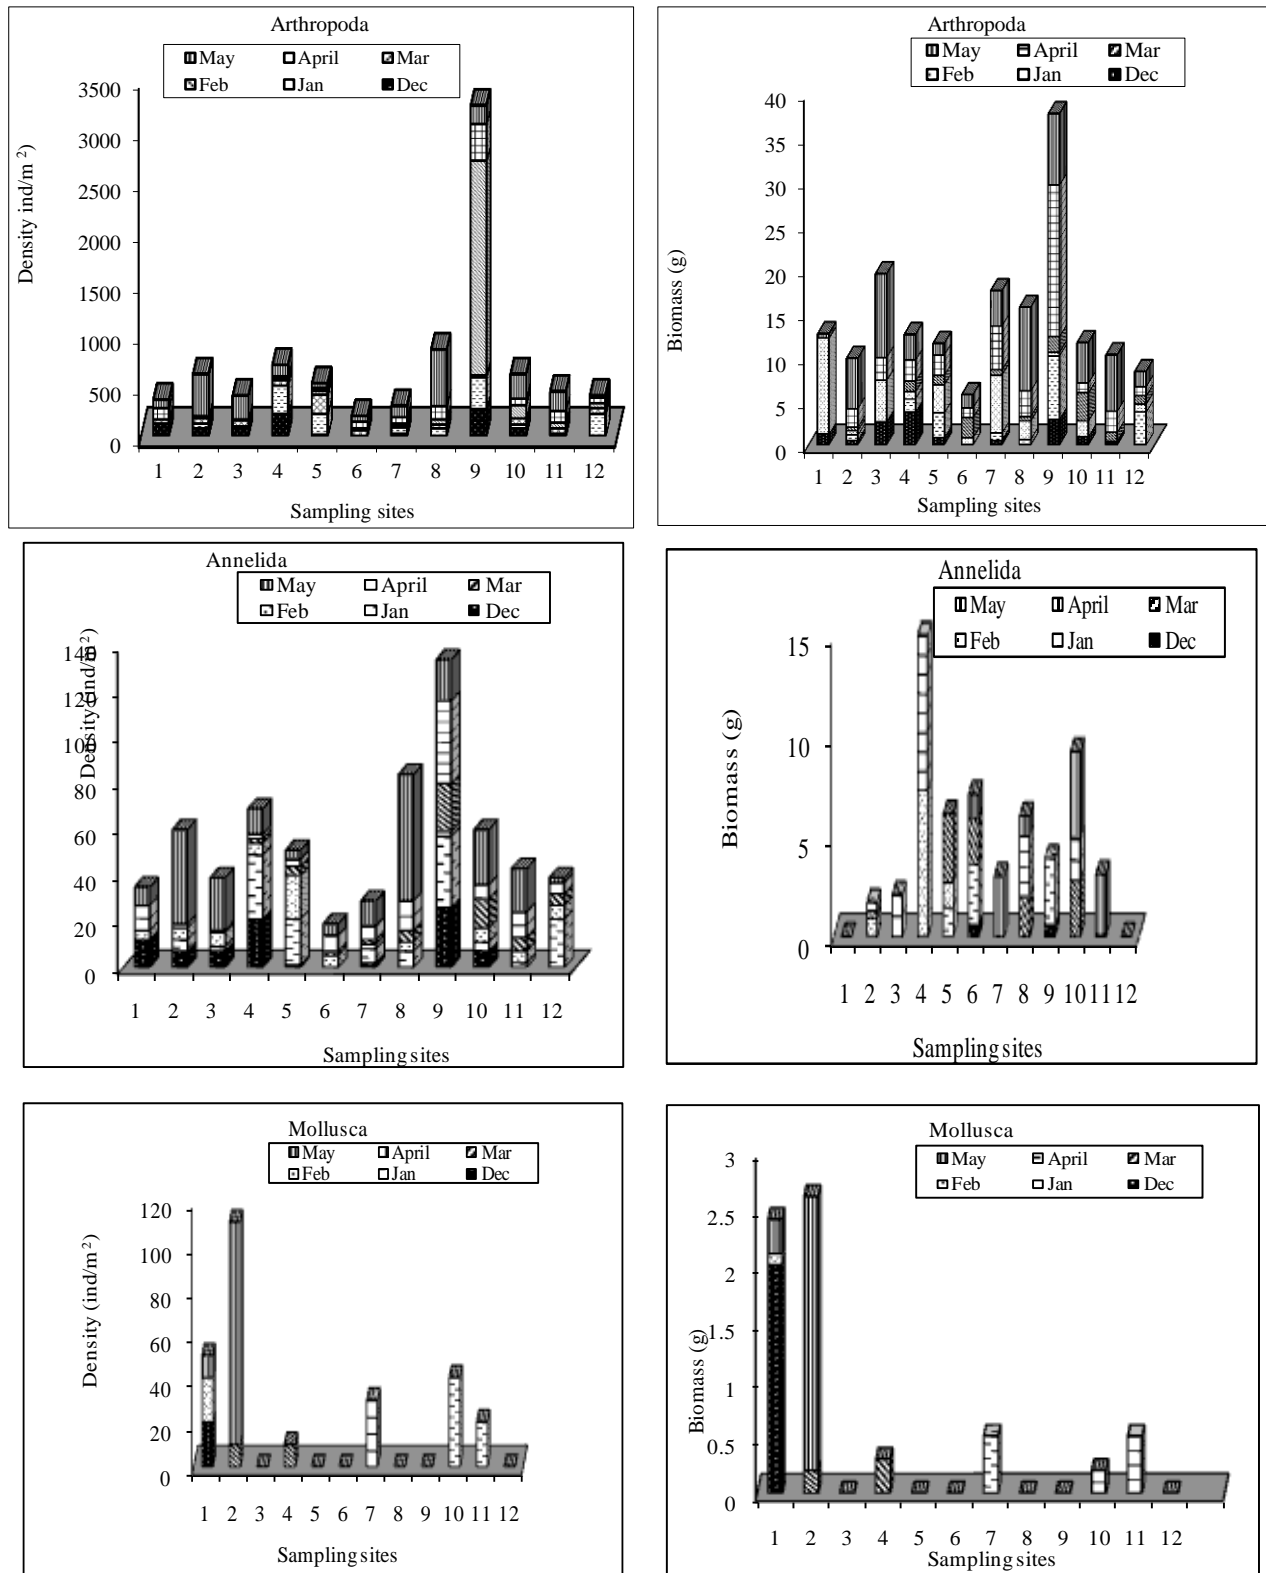 Arthropoda
May April Mar
Feb Jan Dec
3500
3000
2500
2000
1500
1000
500
0
Density ind/m 2)
1 2 3 4 5 6 7 8 9 10 11 12
Sampling sites
Arthropoda
May April Mar
Feb Jan Dec
40
35
30
25
20
15
10
5
0
Biomass (g)
1 2 3 4 5 6 7 8 9 10 11 12
Sampling sites
Annelida
May April Mar
Feb Jan Dec
140
120
100
80
60
40
20
0
Density (ind/m2)
1 2 3 4 5 6 7 8 9 10 11 12
Sampling sites
Annelida
May April Mar
Feb Jan Dec
15
10
5
0
Biomass (g)
1 2 3 4 5 6 7 8 9 10 11 12
Sampling sites
Mollusca
May April Mar
Feb Jan Dec
120
100
80
60
40
20
0
Density (ind/m2)
1 2 3 4 5 6 7 8 9 10 11 12
Sampling sites
Mollusca
May April Mar
Feb Jan Dec
3
2.5
2
1.5
1
0.5
0
Biomass (g)
1 2 3 4 5 6 7 8 9 10 11 12
Sampling sites